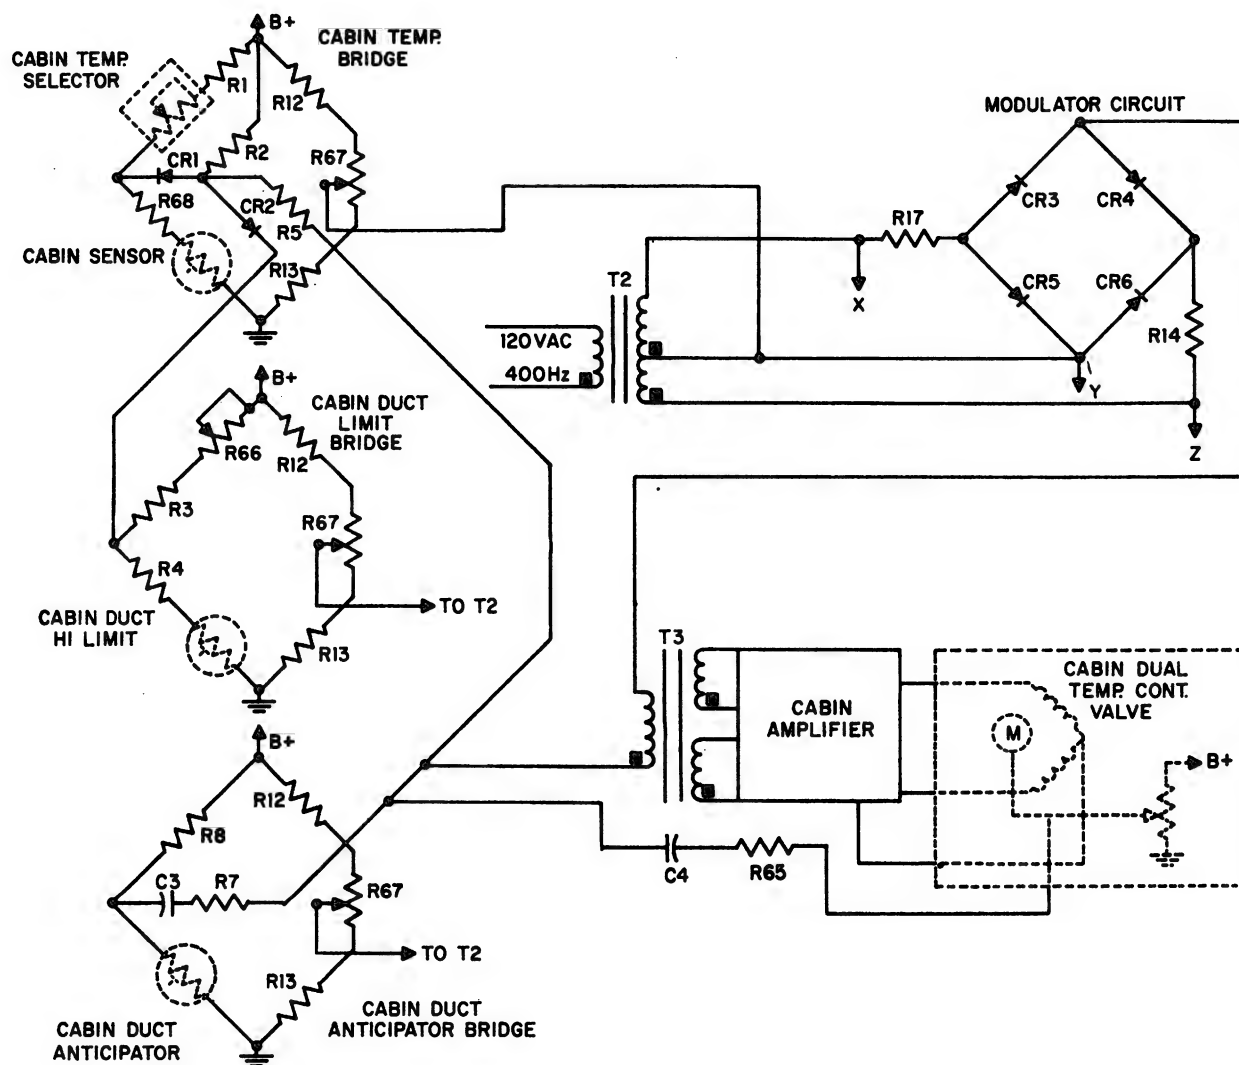 B+
CABIN TEMP.
BRIDGE
CABIN TEMP.
SELECTOR
R1
R12
R2
CR1
R67
R68
CR2
R5
CABIN SENSOR
R13
MODULATOR CIRCUIT
CR3
CR4
R17
CR5
CR6
X
T2
120VAC
400Hz
R14
Y
Z
B+
CABIN DUCT
LIMIT
BRIDGE
R66
R12
R3
R67
R4
TO T2
CABIN DUCT
HI LIMIT
R13
T3
CABIN
AMPLIFIER
CABIN DUAL
TEMP. CONT.
VALVE
M
B+
B+
R12
R8
C3
R7
R67
C4
R65
TO T2
R13
CABIN DUCT
ANTICIPATOR BRIDGE
CABIN DUCT
ANTICIPATOR